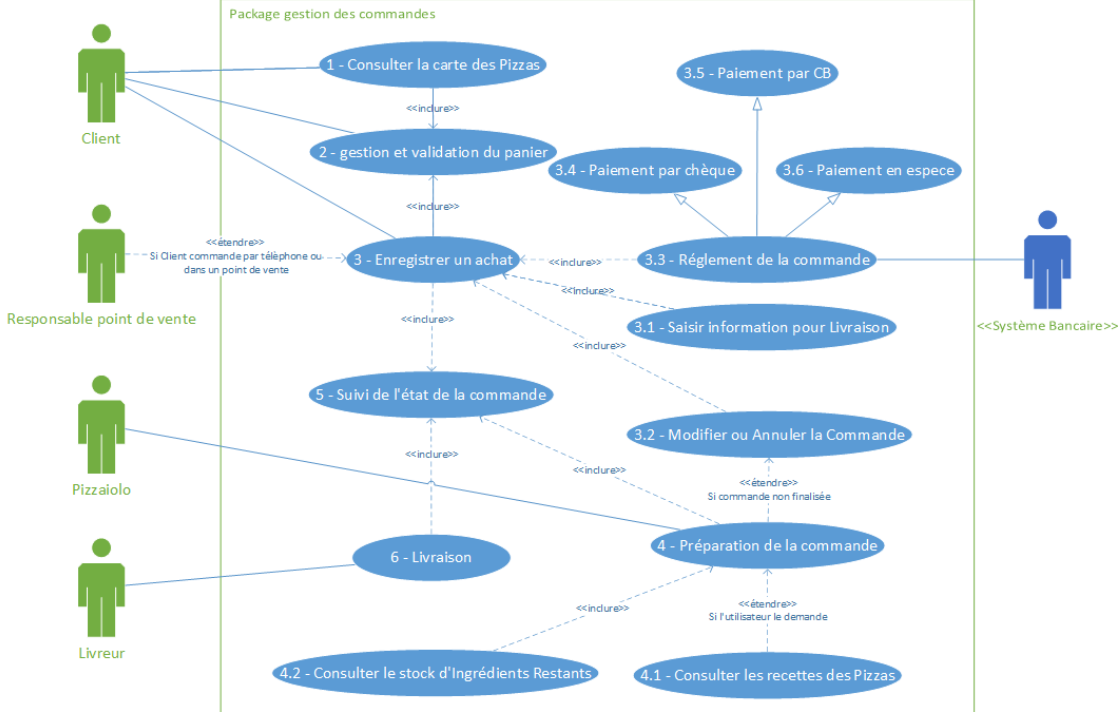 Package gestion des commandes
Client
1 - Consulter la carte des Pizzas
3.5 - Paiement par CB
<<inclure>>
2 - gestion et validation du panier
3.4 - Paiement par chèque
3.6 - Paiement en espece
<<inclure>>
<<étendre>>
Si Client commande par téléphone ou
dans un point de vente
3 - Enregistrer un achat
<<inclure>>
3.3 - Réglement de la commande
<<inclure>>
Responsable point de vente
<<inclure>>
3.1 - Saisir information pour Livraison
<<Système Bancaire>>
<<inclure>>
5 - Suivi de l'état de la commande
3.2 - Modifier ou Annuler la Commande
<<inclure>>
<<inclure>>
<<étendre>>
Si commande non finalisée
Pizzaiolo
4 - Préparation de la commande
6 - Livraison
<<inclure>>
<<étendre>>
Si l'utilisateur le demande
Livreur
4.2 - Consulter le stock d'Ingrédients Restants
4.1 - Consulter les recettes des Pizzas